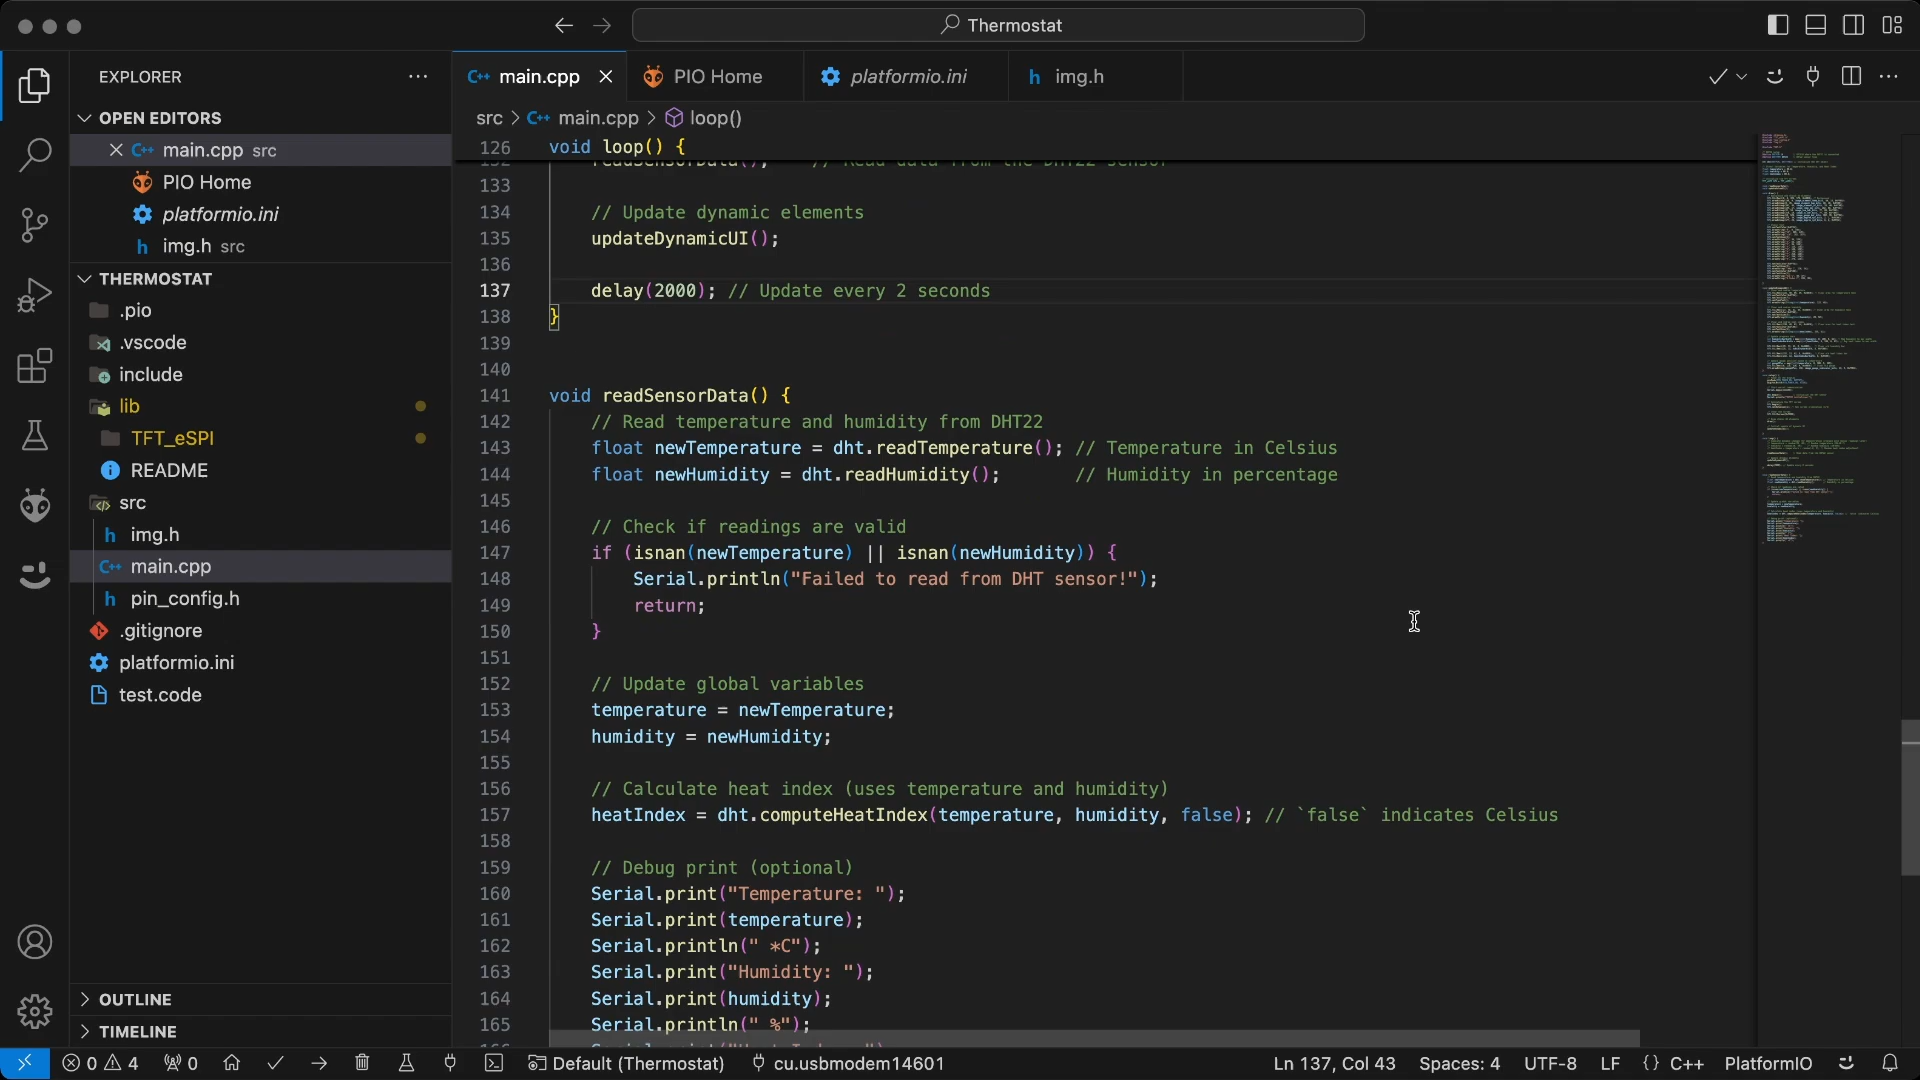 Thermostat
EXPLORER
OPEN EDITORS
main.cpp src
PIO Home
platformio.ini
img.h src
THERMOSTAT
.pio
.vscode
include
lib
TFT_eSPI
README
src
img.h
main.cpp
pin_config.h
.gitignore
platformio.ini
test.code
OUTLINE
TIMELINE
main.cpp
PIO Home
platformio.ini
img.h
src > main.cpp > loop()
126 void loop() {
133
134 // Update dynamic elements
135 updateDynamicUI();
136
137 delay(2000); // Update every 2 seconds
138 }
139
140
141 void readSensorData() {
142 // Read temperature and humidity from DHT22
143 float newTemperature = dht.readTemperature(); // Temperature in Celsius
144 float newHumidity = dht.readHumidity(); // Humidity in percentage
145
146 // Check if readings are valid
147 if (isnan(newTemperature) || isnan(newHumidity)) {
148 Serial.println("Failed to read from DHT sensor!");
149 return;
150 }
151
152 // Update global variables
153 temperature = newTemperature;
154 humidity = newHumidity;
155
156 // Calculate heat index (uses temperature and humidity)
157 heatIndex = dht.computeHeatIndex(temperature, humidity, false); // `false` indicates Celsius
158
159 // Debug print (optional)
160 Serial.print("Temperature: ");
161 Serial.print(temperature);
162 Serial.println(" *C");
163 Serial.print("Humidity: ");
164 Serial.print(humidity);
165 Serial.println(" %");
0 4 0 Default (Thermostat) cu.usbmodem14601 Ln 137, Col 43 Spaces: 4 UTF-8 LF {} C++ PlatformIO